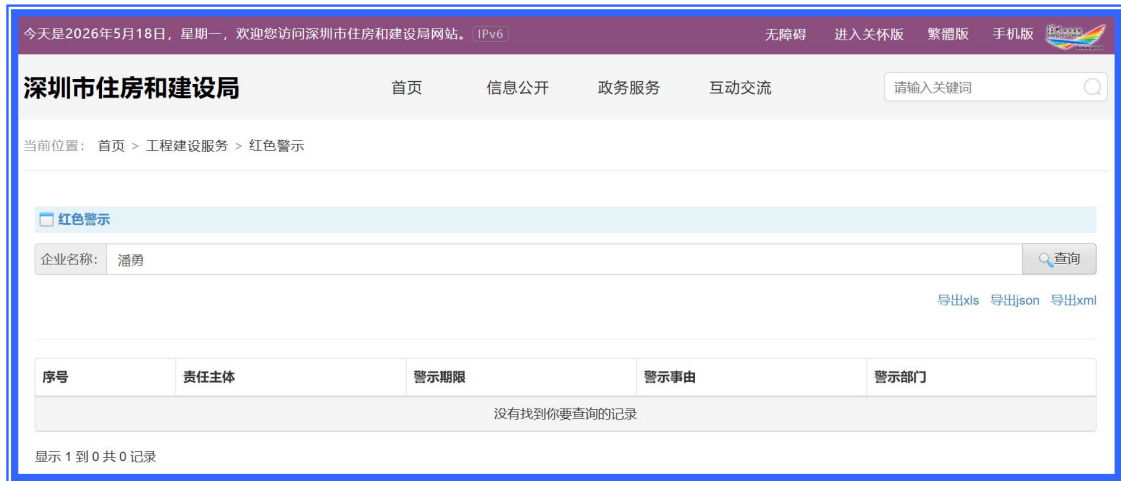 今天是2026年5月18日，星期一，欢迎您访问深圳市住房和建设局网站。 IPv6 无障碍 进入关怀版 繁體版 手机版
深圳市住房和建设局 首页 信息公开 政务服务 互动交流 请输入关键词
当前位置： 首页 > 工程建设服务 > 红色警示
红色警示
企业名称： 潘勇 查询
导出xls 导出json 导出xml
序号 责任主体 警示期限 警示事由 警示部门
没有找到你要查询的记录
显示 1 到 0 共 0 记录